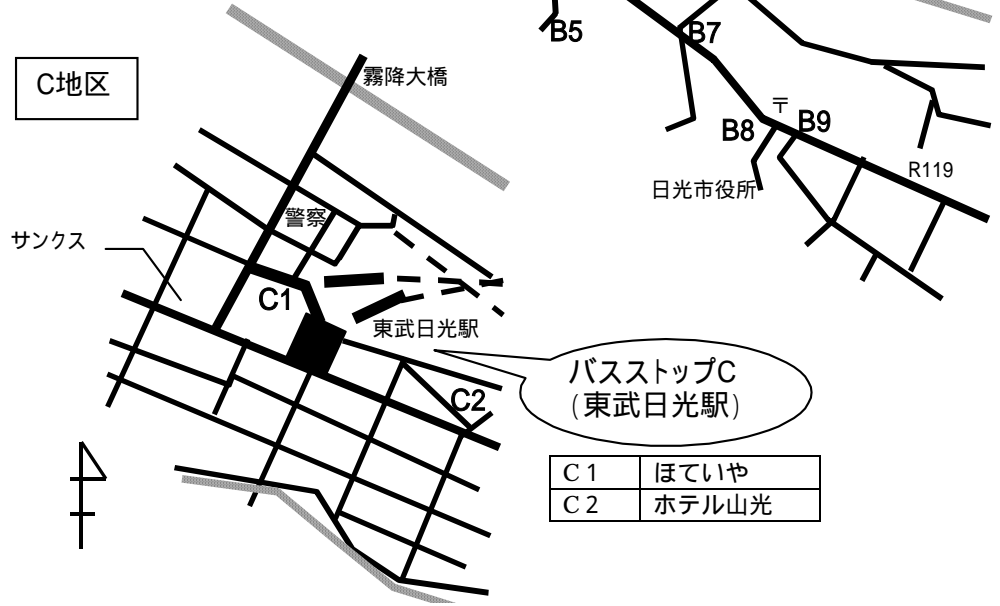 B5
B7
C地区
霧降大橋
〒
B8
B9
R119
日光市役所
警察
サンクス
C1
東武日光駅
バスストップC
(東武日光駅)
C2
C1 ほていや
C2 ホテル山光